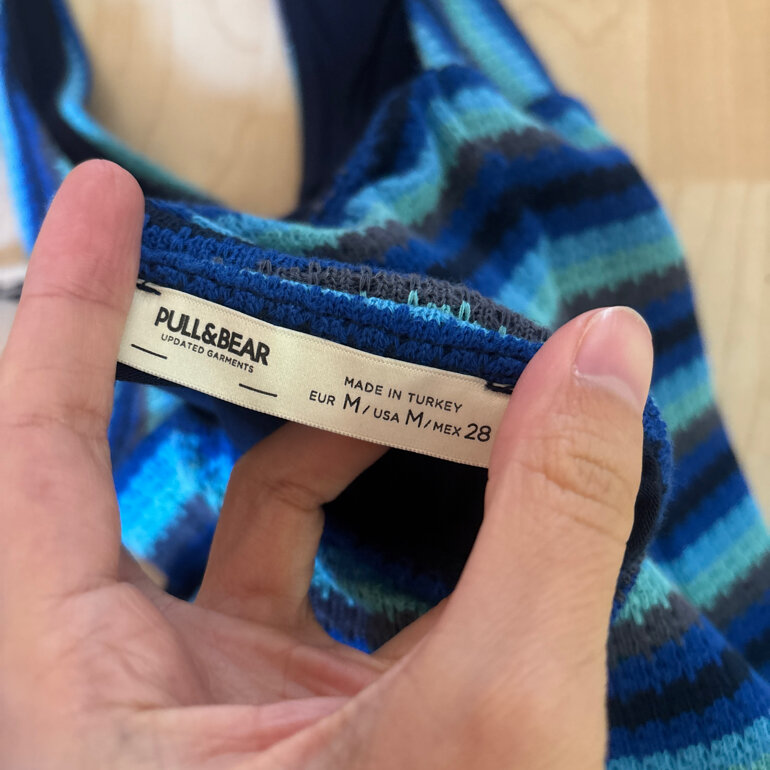 PULL&BEAR
UPDATED GARMENTS
MADE IN TURKEY
EUR M/USA M/MEX 28